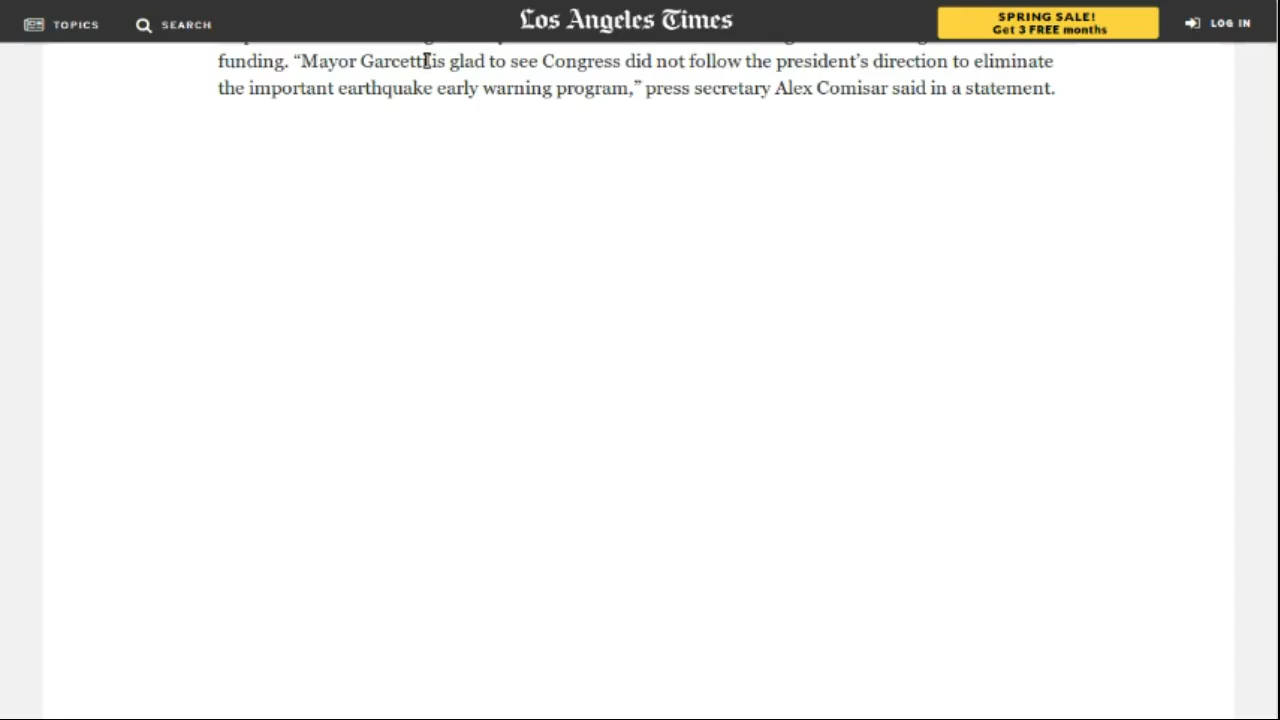 TOPICS
SEARCH
Los Angeles Times
SPRING SALE!
Get 3 FREE months
LOG IN
funding. “Mayor Garcetti is glad to see Congress did not follow the president’s direction to eliminate
the important earthquake early warning program,” press secretary Alex Comisar said in a statement.